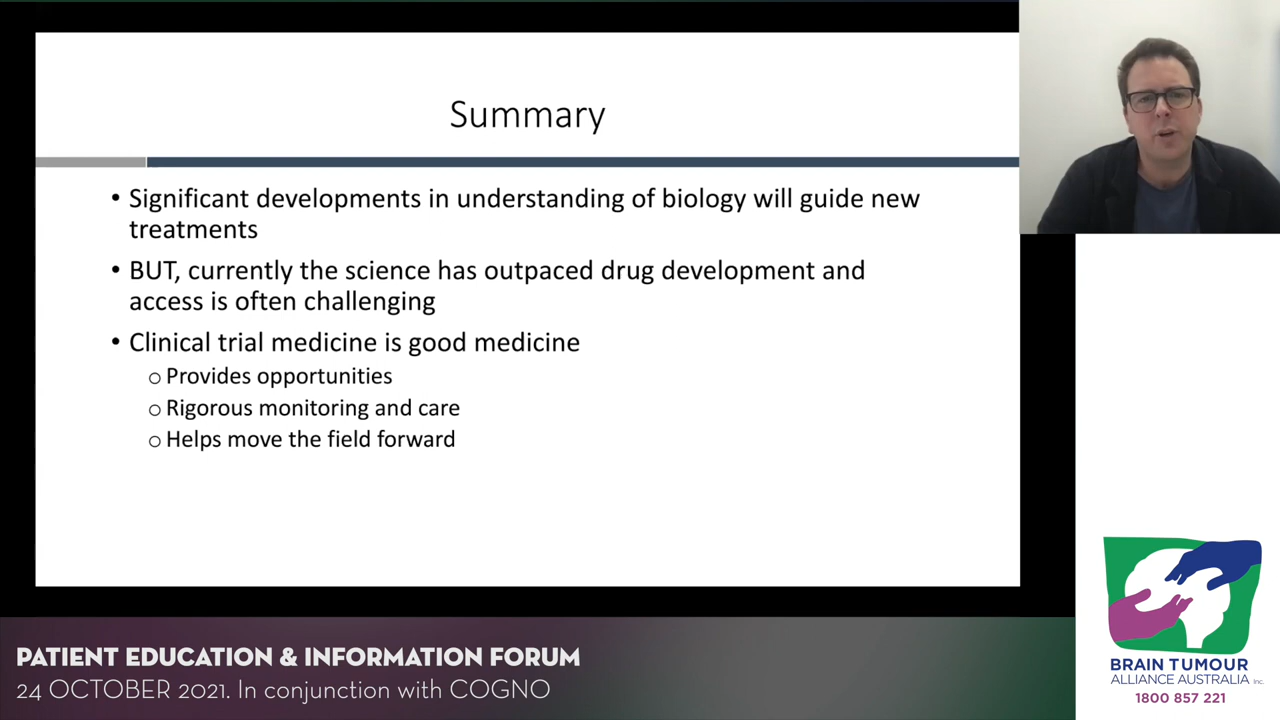 Summary
• Significant developments in understanding of biology will guide new
treatments
• BUT, currently the science has outpaced drug development and
access is often challenging
• Clinical trial medicine is good medicine
o Provides opportunities
o Rigorous monitoring and care
o Helps move the field forward
PATIENT EDUCATION & INFORMATION FORUM
24 OCTOBER 2021. In conjunction with COGNO
BRAIN TUMOUR
ALLIANCE AUSTRALIA Inc.
1800 857 221